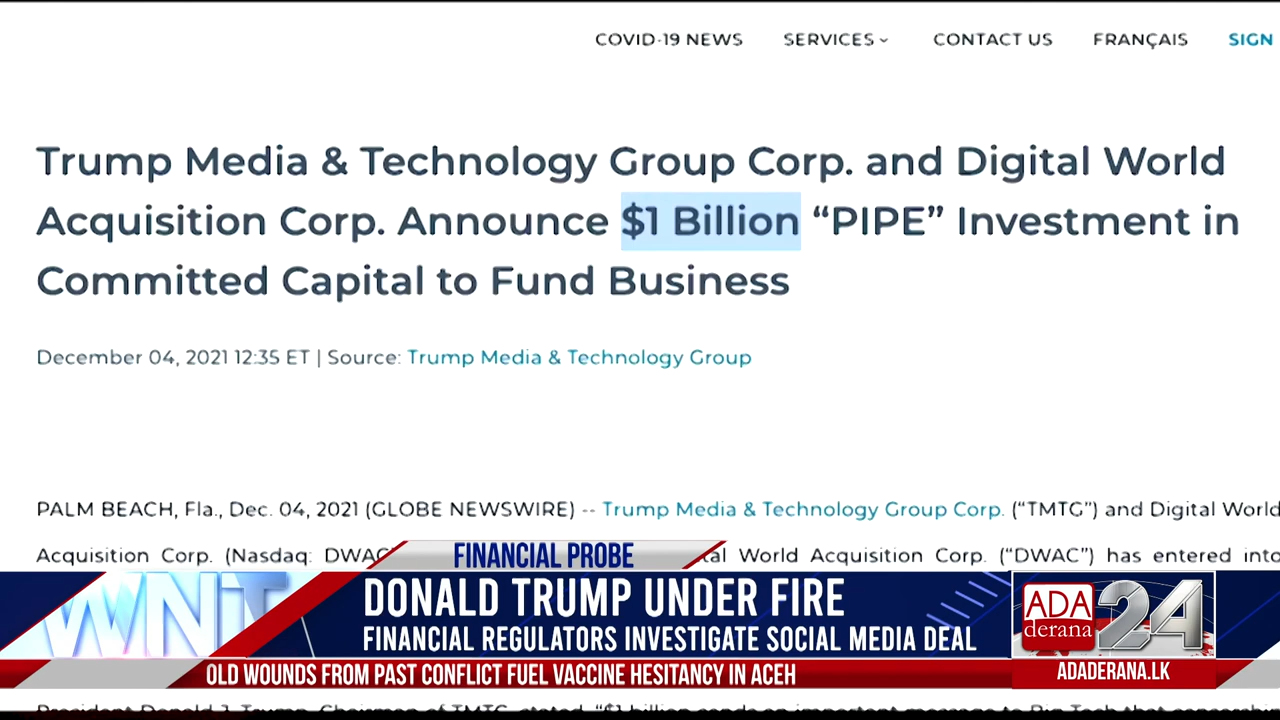 COVID-19 NEWS SERVICES CONTACT US FRANÇAIS SIGN
Trump Media & Technology Group Corp. and Digital World
Acquisition Corp. Announce $1 Billion “PIPE” Investment in
Committed Capital to Fund Business
December 04, 2021 12:35 ET | Source: Trump Media & Technology Group
PALM BEACH, Fla., Dec. 04, 2021 (GLOBE NEWSWIRE) -- Trump Media & Technology Group Corp. (“TMTG”) and Digital World
Acquisition Corp. (Nasdaq: World Acquisition Corp. (“DWAC”) has entered into
FINANCIAL PROBE
WNT
DONALD TRUMP UNDER FIRE
FINANCIAL REGULATORS INVESTIGATE SOCIAL MEDIA DEAL
ADA
derana
24
OLD WOUNDS FROM PAST CONFLICT FUEL VACCINE HESITANCY IN ACEH
ADADERANA.LK